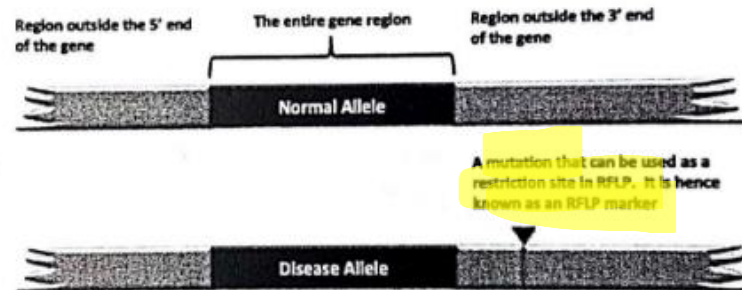 Region outside the 5' end
of the gene
The entire gene region
Region outside the 3' end
of the gene
Normal Allele
A mutation that can be used as a
restriction site in RFLP. It is hence
known as an RFLP marker
Disease Allele